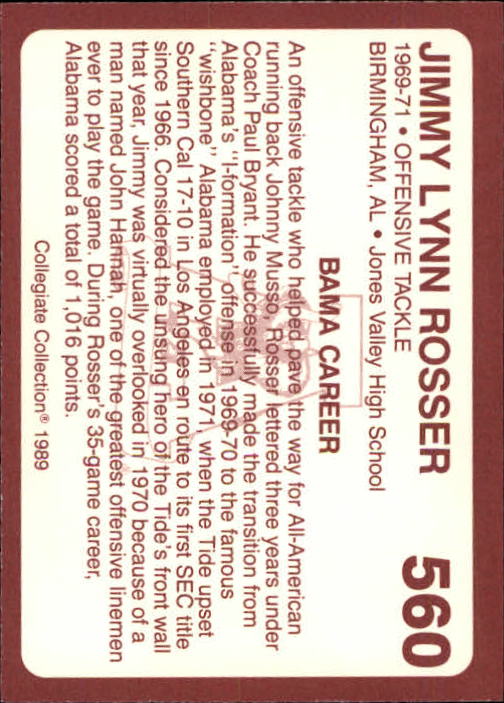 JIMMY LYNN ROSSER 560
1969-71 • OFFENSIVE TACKLE
BIRMINGHAM, AL • Jones Valley High School
BAMA CAREER
An offensive tackle who helped pave the way for All-American
running back Johnny Musso, Rosser lettered three years under
Coach Paul Bryant. He successfully made the transition from
Alabama's "I-formation" offense in 1969-70 to the famous
"wishbone" Alabama employed in 1971, when the Tide upset
Southern Cal 17-10 in Los Angeles en route to its first SEC title
since 1966. Considered the unsung hero of the Tide's front wall
that year, Jimmy was virtually overlooked in 1970 because of a
man named John Hannah, one of the greatest offensive linemen
ever to play the game. During Rosser's 35-game career,
Alabama scored a total of 1,016 points.
Collegiate Collection® 1989